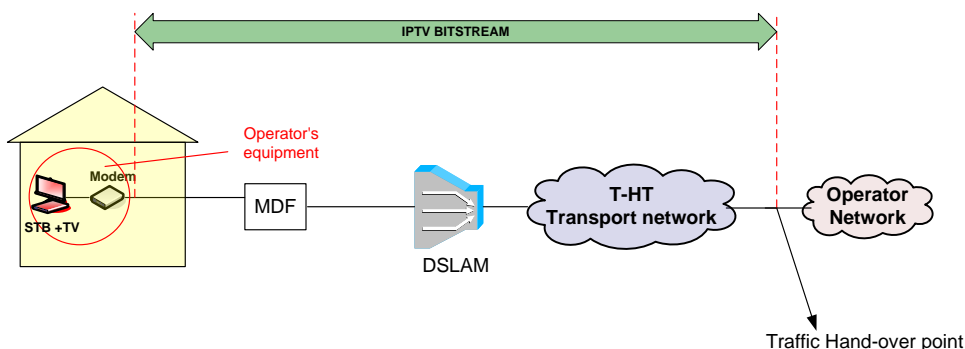 IPTV BITSTREAM
Operator's
equipment
Modem
STB +TV
MDF
DSLAM
T-HT
Transport network
Operator
Network
Traffic Hand-over point